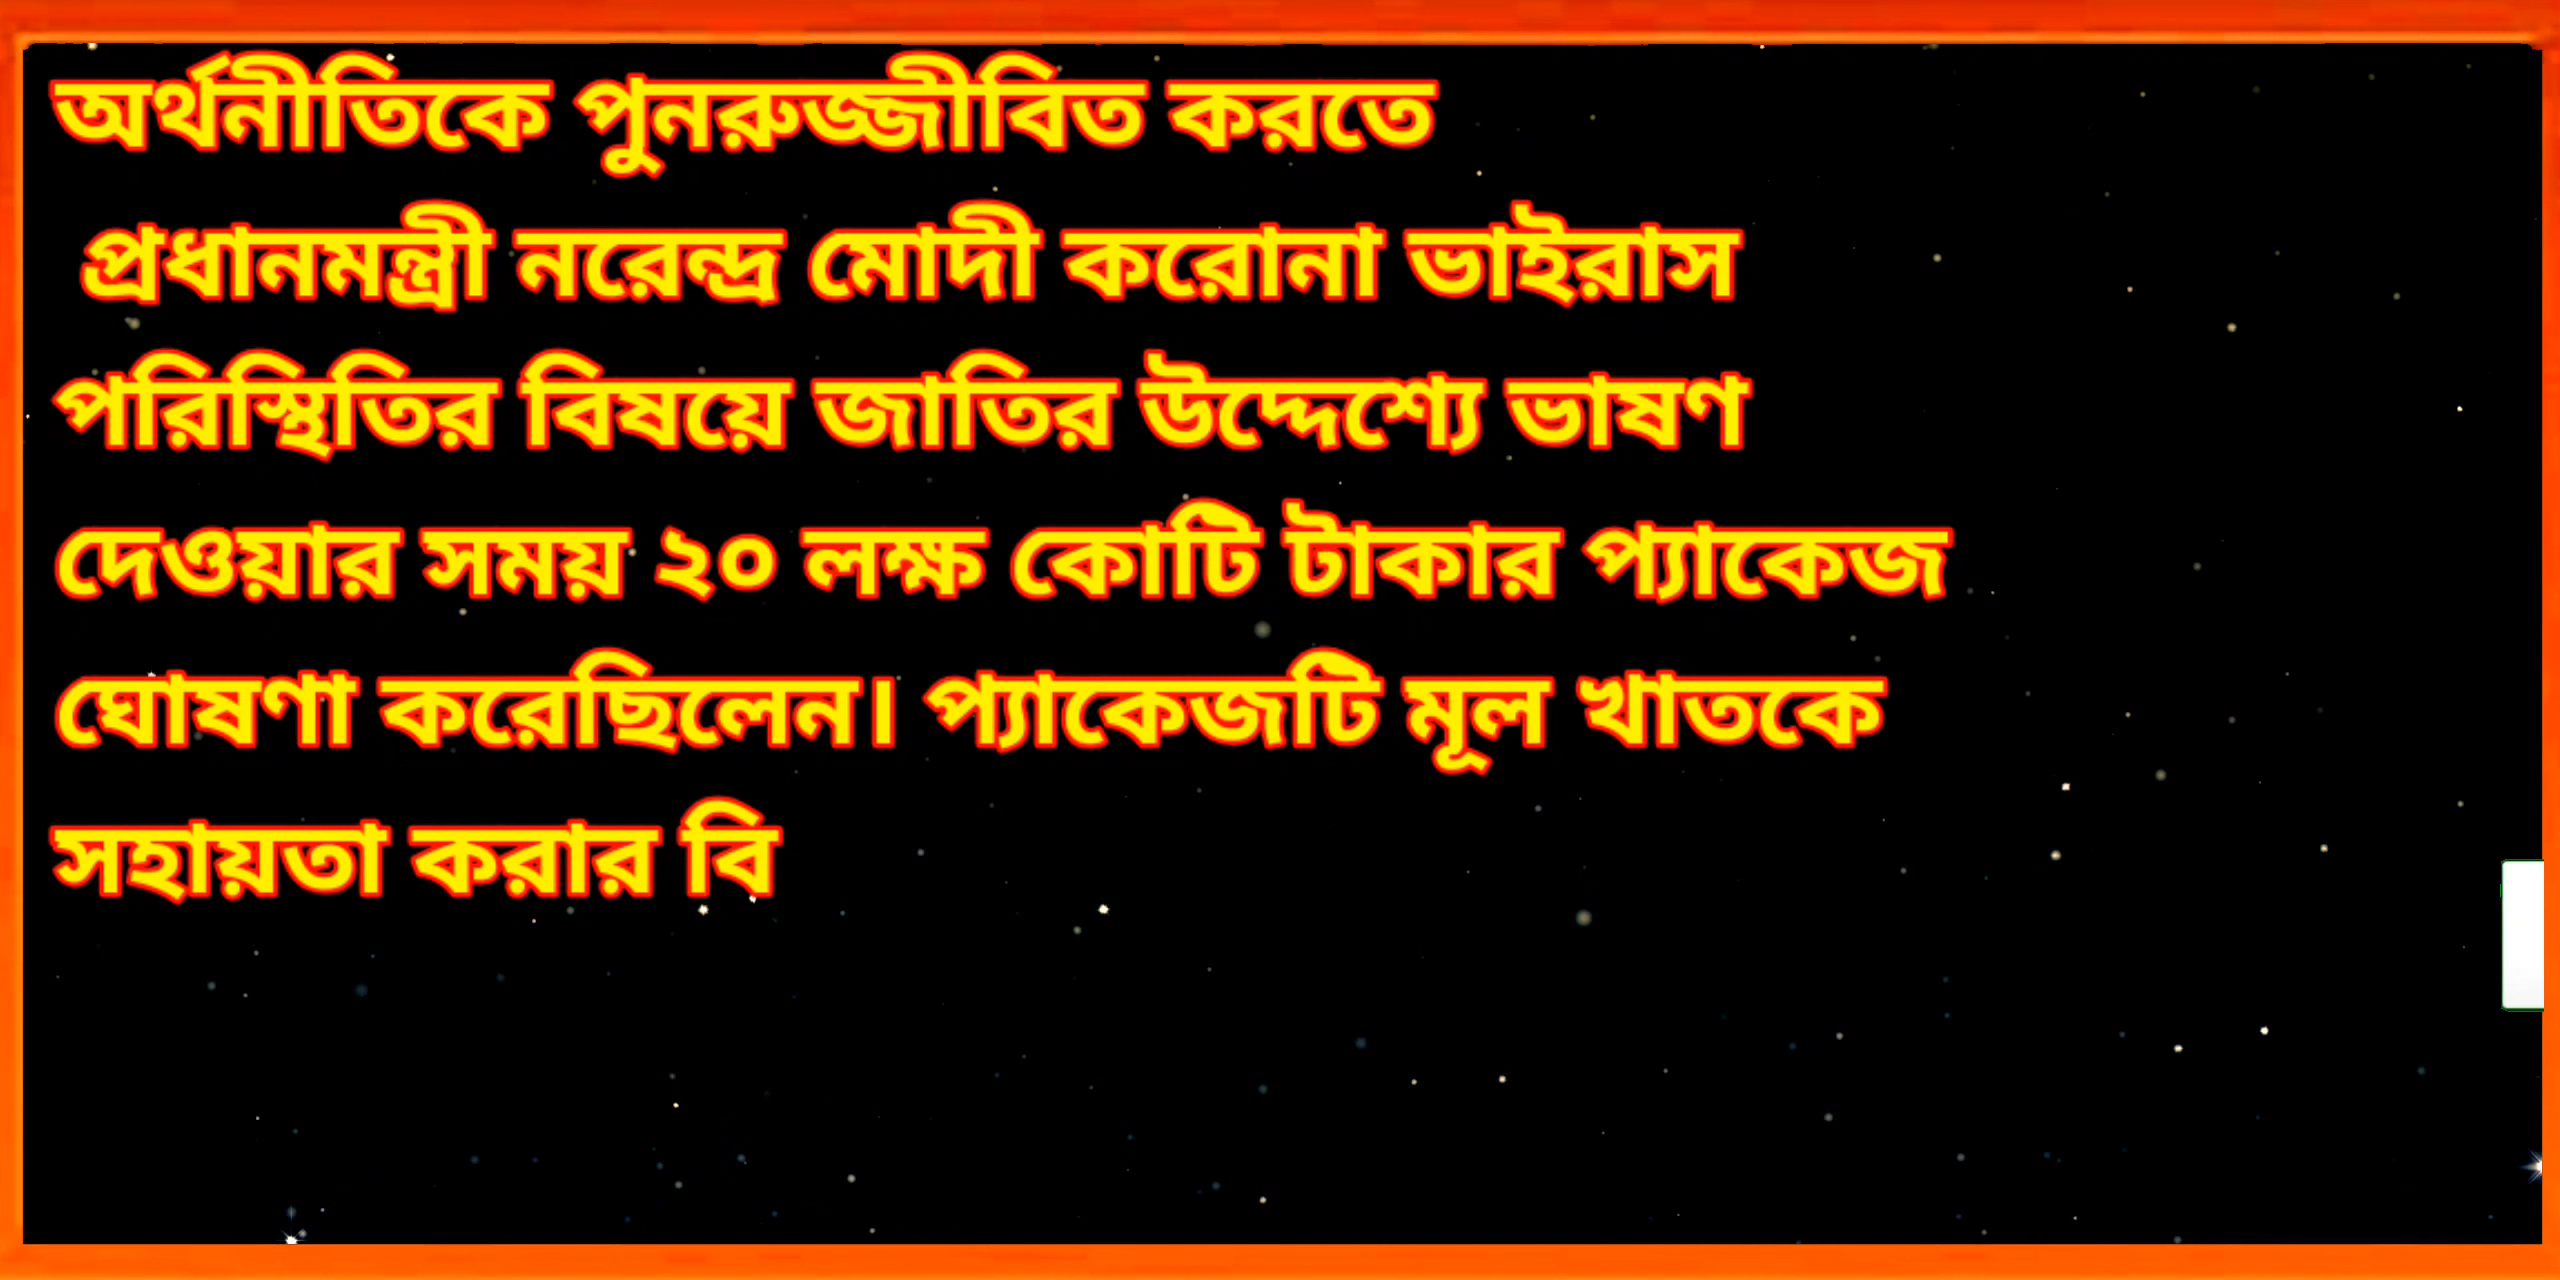 অর্থনীতিকে পুনরুজ্জীবিত করতে
প্রধানমন্ত্রী নরেন্দ্র মোদী করোনা ভাইরাস
পরিস্থিতির বিষয়ে জাতির উদ্দেশ্যে ভাষণ
দেওয়ার সময় ২০ লক্ষ কোটি টাকার প্যাকেজ
ঘোষণা করেছিলেন। প্যাকেজটি মূল খাতকে
সহায়তা করার বি